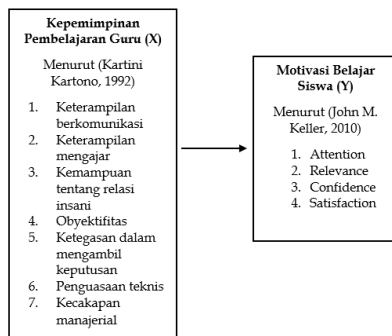 Kepemimpinan
Pembelajaran Guru (X)
Menurut (Kartini
Kartono, 1992)
1. Keterampilan
berkomunikasi
2. Keterampilan
mengajar
3. Kemampuan
tentang relasi
insani
4. Obyektifitas
5. Ketegasan dalam
mengambil
keputusan
6. Penguasaan teknis
7. Kecakapan
manajerial
Motivasi Belajar
Siswa (Y)
Menurut (John M.
Keller, 2010)
1. Attention
2. Relevance
3. Confidence
4. Satisfaction